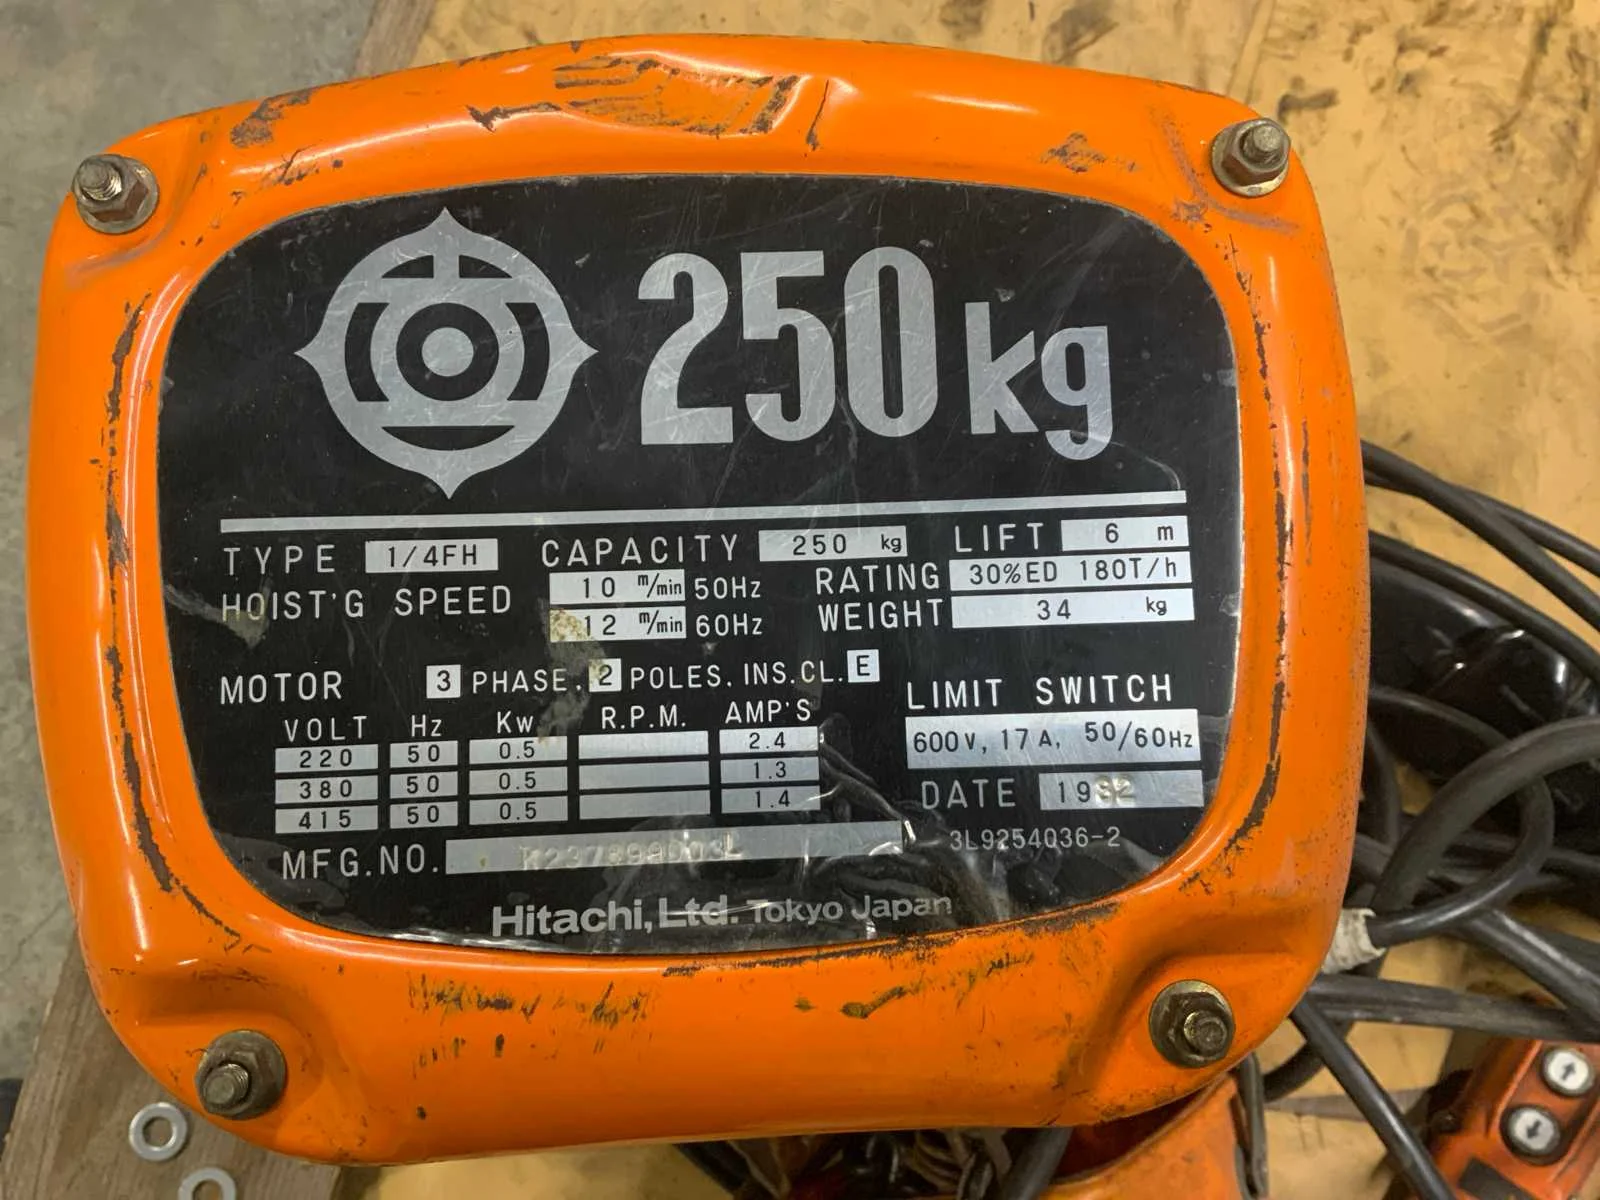 250kg
TYPE 1/4FH CAPACITY 250 kg LIFT 6 m
HOIST'G SPEED 10 m/min 50Hz RATING 30%ED 180T/h
12 m/min 60Hz WEIGHT 34 kg
MOTOR 3 PHASE. 2 POLES. INS.CL. E
LIMIT SWITCH
VOLT Hz Kw R.P.M. AMP'S
220 50 0.5 2.4
600V, 17A, 50/60Hz
380 50 0.5 1.3
415 50 0.5 1.4
DATE
MFG.NO.
3L9254036-2
Hitachi, Ltd. Tokyo Japan